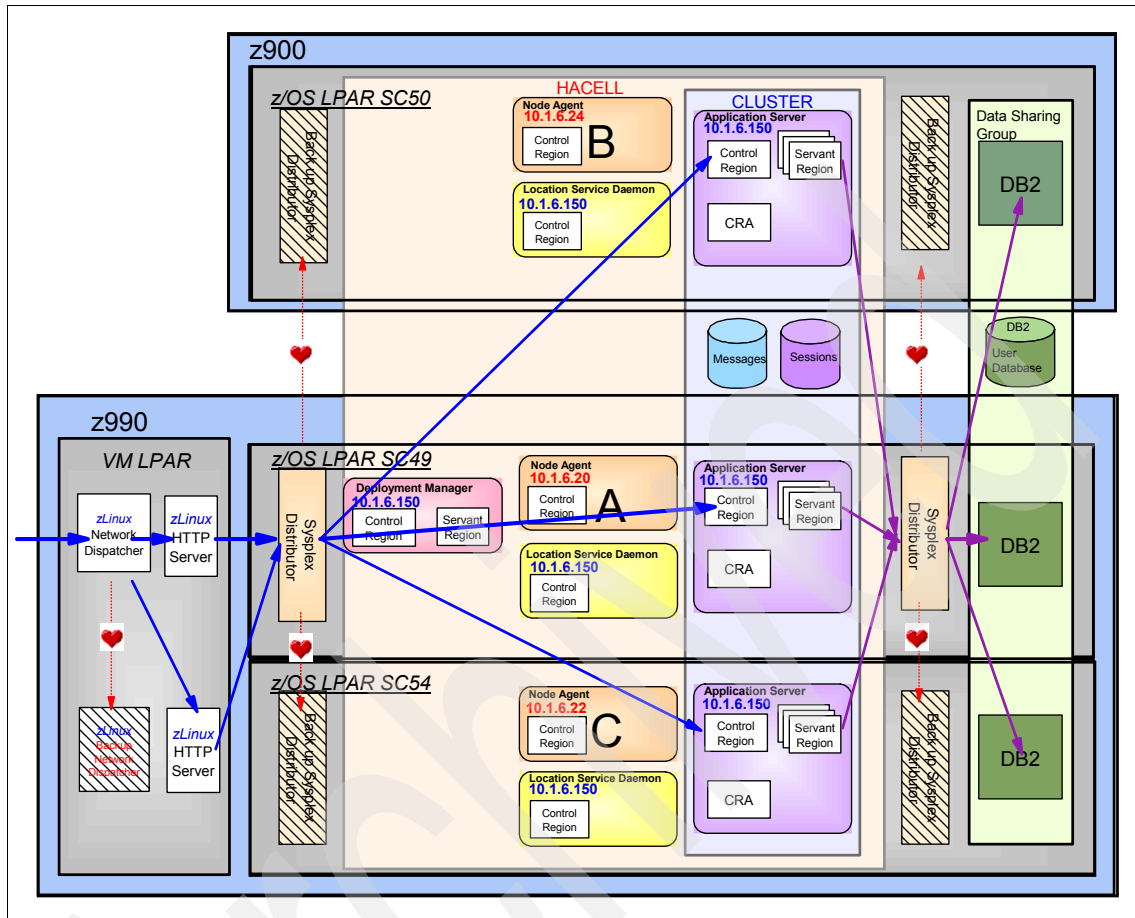 z900
z/OS LPAR SC50
Back up Sysplex
Distributor
HACELL
Node Agent
10.1.6.24
Control
Region
B
Location Service Daemon
10.1.6.150
Control
Region
CLUSTER
Application Server
10.1.6.150
Control
Region
Servant
Region
CRA
Back up Sysplex
Distributor
Data Sharing
Group
DB2
Messages
Sessions
DB2
User
Database
z990
VM LPAR
zLinux
Network
Dispatcher
zLinux
HTTP
Server
zLinux
Backup
Network
Dispatcher
zLinux
HTTP
Server
z/OS LPAR SC49
Sysplex
Distributor
Deployment Manager
10.1.6.150
Control
Region
Servant
Region
Node Agent
10.1.6.20
Control
Region
A
Location Service Daemon
10.1.6.150
Control
Region
Application Server
10.1.6.150
Control
Region
Servant
Region
CRA
Sysplex
Distributor
DB2
z/OS LPAR SC54
Back up Sysplex
Distributor
Node Agent
10.1.6.22
Control
Region
C
Location Service Daemon
10.1.6.150
Control
Region
Application Server
10.1.6.150
Control
Region
Servant
Region
CRA
Back up Sysplex
Distributor
DB2